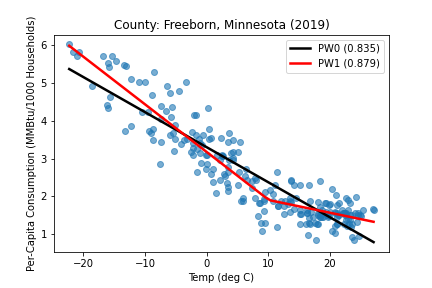 County: Freeborn, Minnesota (2019)
Per-Capita Consumption (MMBtu/1000 Households)
6
5
4
3
2
1
PW0 (0.835)
PW1 (0.879)
−20 −10 0 10 20
Temp (deg C)